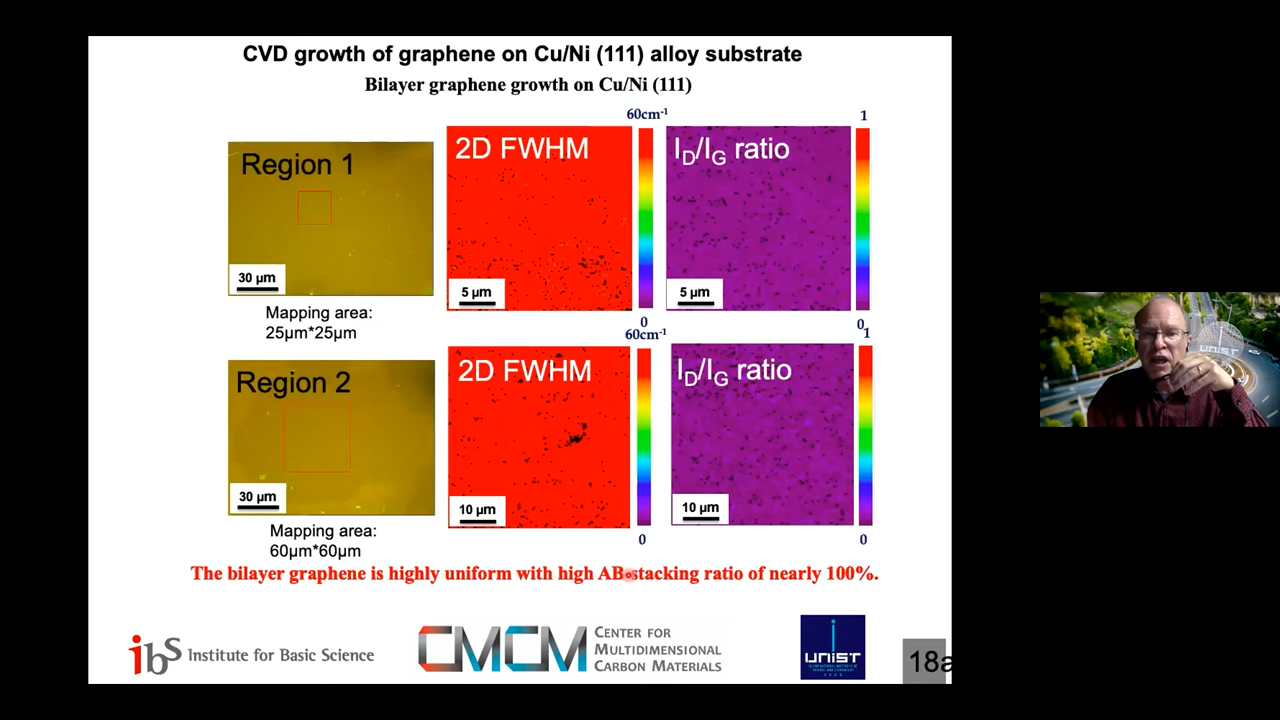 CVD growth of graphene on Cu/Ni (111) alloy substrate
Bilayer graphene growth on Cu/Ni (111)
60cm⁻¹
1
Region 1
2D FWHM
I_D/I_G ratio
30 µm
5 µm
5 µm
Mapping area:
25µm*25µm
0
0
60cm⁻¹
1
Region 2
2D FWHM
I_D/I_G ratio
30 µm
10 µm
10 µm
Mapping area:
60µm*60µm
0
0
The bilayer graphene is highly uniform with high AB-stacking ratio of nearly 100%.
ibs Institute for Basic Science
CMCM
CENTER FOR
MULTIDIMENSIONAL
CARBON MATERIALS
UNIST
18a
UNIST